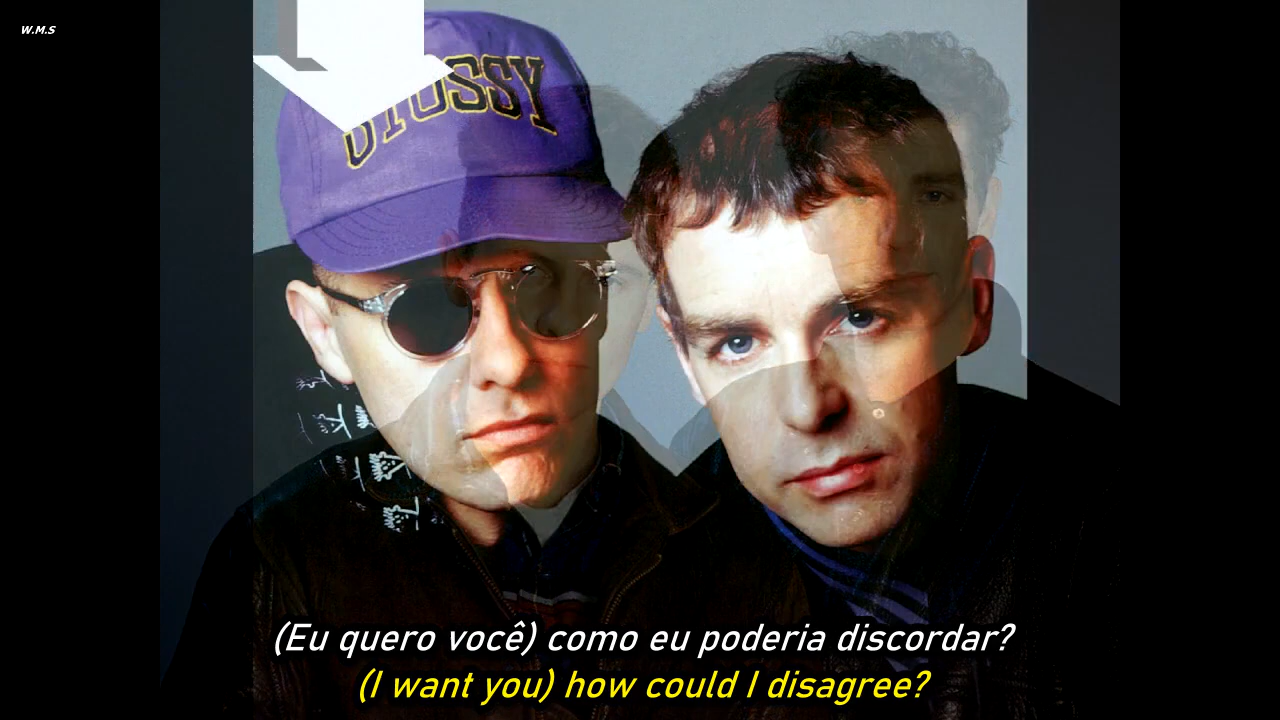 W.M.S
STUSSY
(Eu quero você) como eu poderia discordar?
(I want you) how could I disagree?